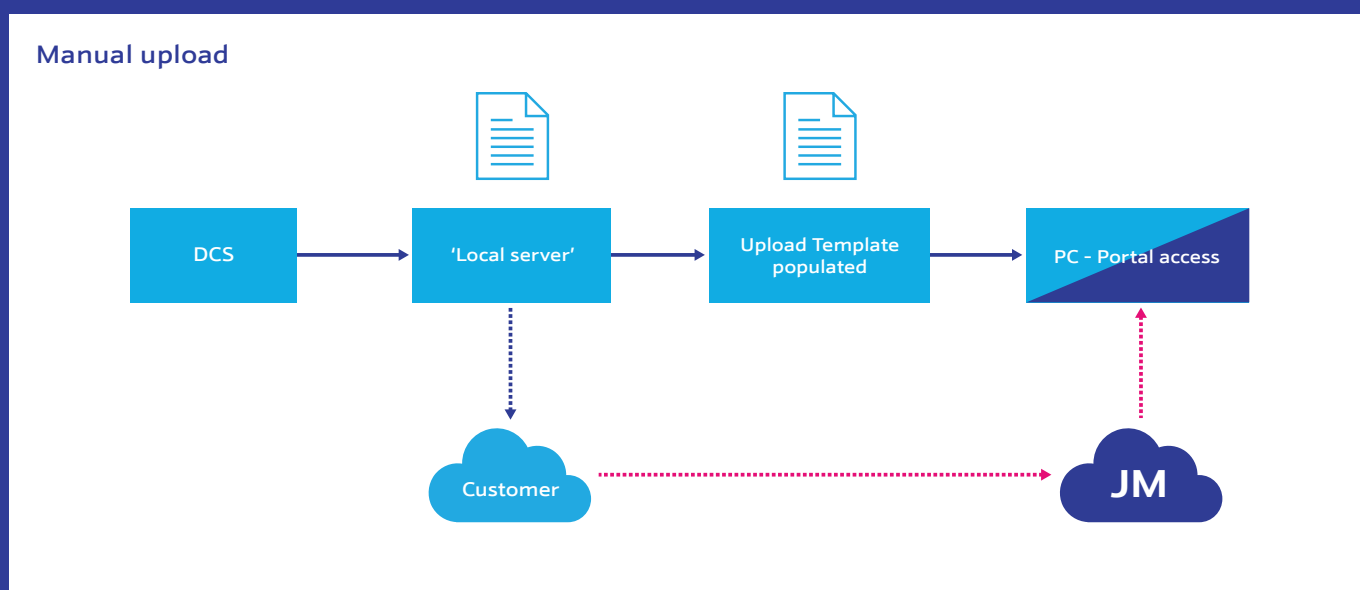 Manual upload
DCS
‘Local server’
Upload Template
populated
PC - Portal access
Customer
JM